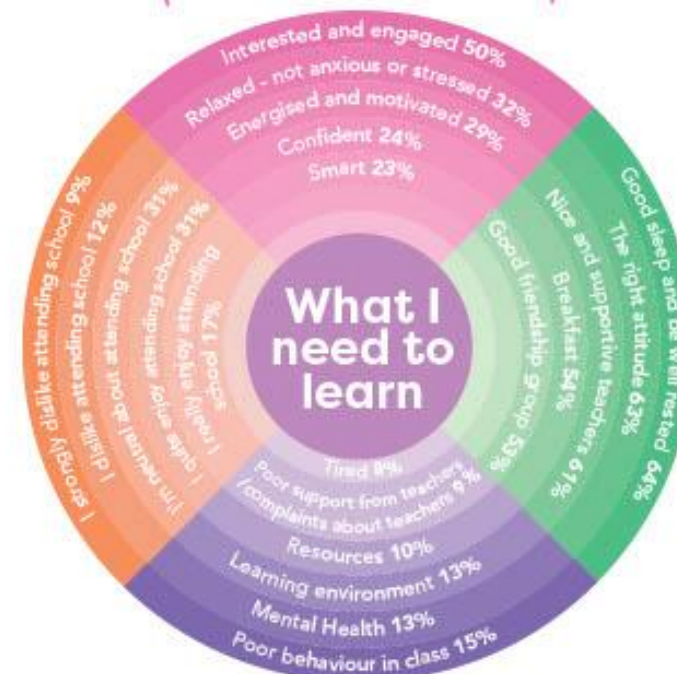 Interested and engaged 50%
Relaxed - not anxious or stressed 32%
Energised and motivated 29%
Confident 24%
Smart 23%
Good sleep and be well rested 64%
The right attitude 63%
Nice and supportive teachers 61%
Breakfast 54%
Good friendship group 53%
What I
need to
learn
Tired 8%
Poor support from teachers
/complaints about teachers 9%
Resources 10%
Learning environment 13%
Mental Health 13%
Poor behaviour in class 15%
I strongly dislike attending school 9%
I dislike attending school 12%
I'm neutral about attending school 31%
I quite enjoy attending school 31%
I really enjoy attending
school 17%